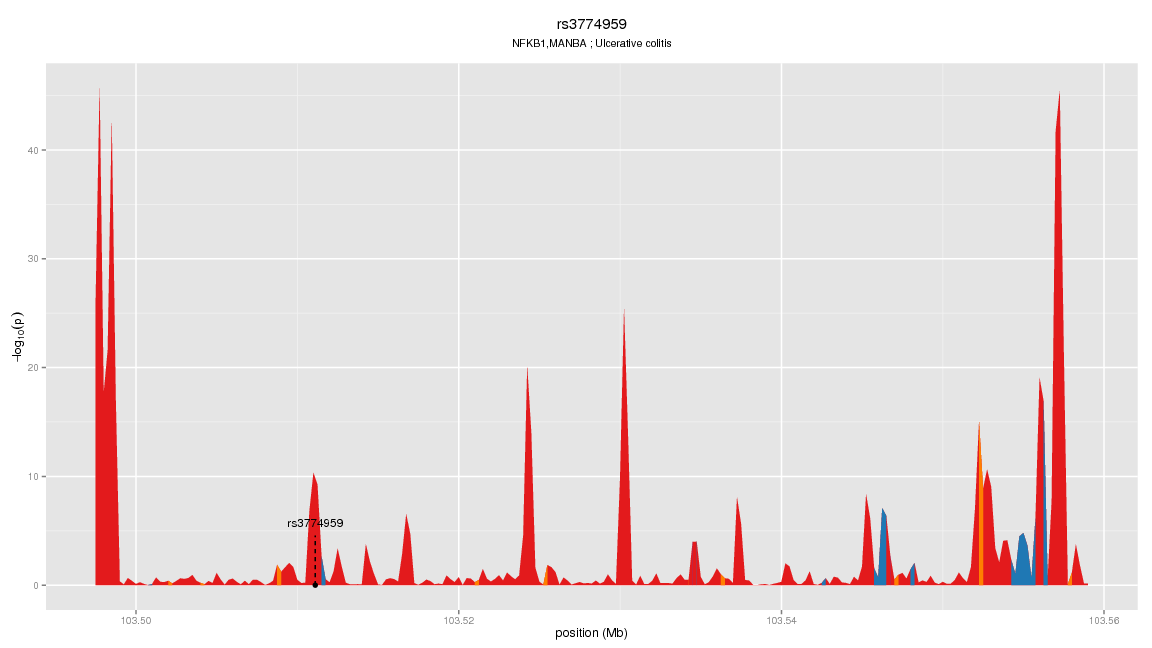 rs3774959
NFKB1,MANBA ; Ulcerative colitis
−log10(p)
40
30
20
10
0
rs3774959
103.50
103.52
103.54
103.56
position (Mb)